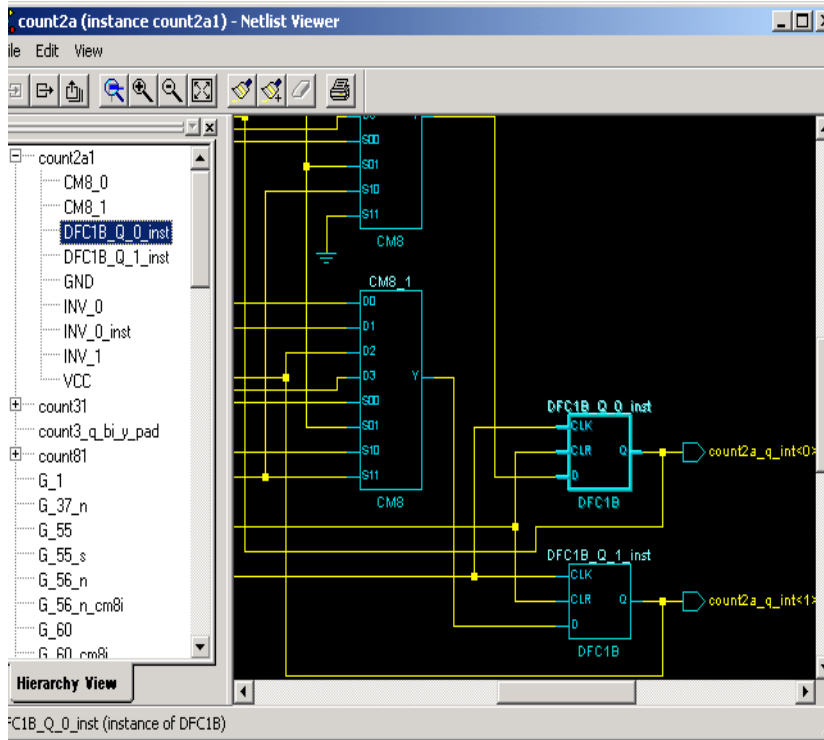 count2a (instance count2a1) - Netlist Viewer
ile Edit View
count2a1
CM8_0
CM8_1
DFC1B_Q_0_inst
DFC1B_Q_1_inst
GND
INV_0
INV_0_inst
INV_1
VCC
count31
count3_q_bi_y_pad
count81
G_1
G_37_n
G_55
G_55_s
G_56_n
G_56_n_cm8i
G_60
G_60_cm8i
Hierarchy View
D3 Y
S00
S01
S10
S11
CM8
CM8_1
D0
D1
D2
D3 Y
S00
S01
S10
S11
CM8
DFC1B_Q_0_inst
CLK
CLR Q
D
DFC1B
count2a_q_int<0>
DFC1B_Q_1_inst
CLK
CLR Q
D
DFC1B
count2a_q_int<1>
FC1B_Q_0_inst (instance of DFC1B)